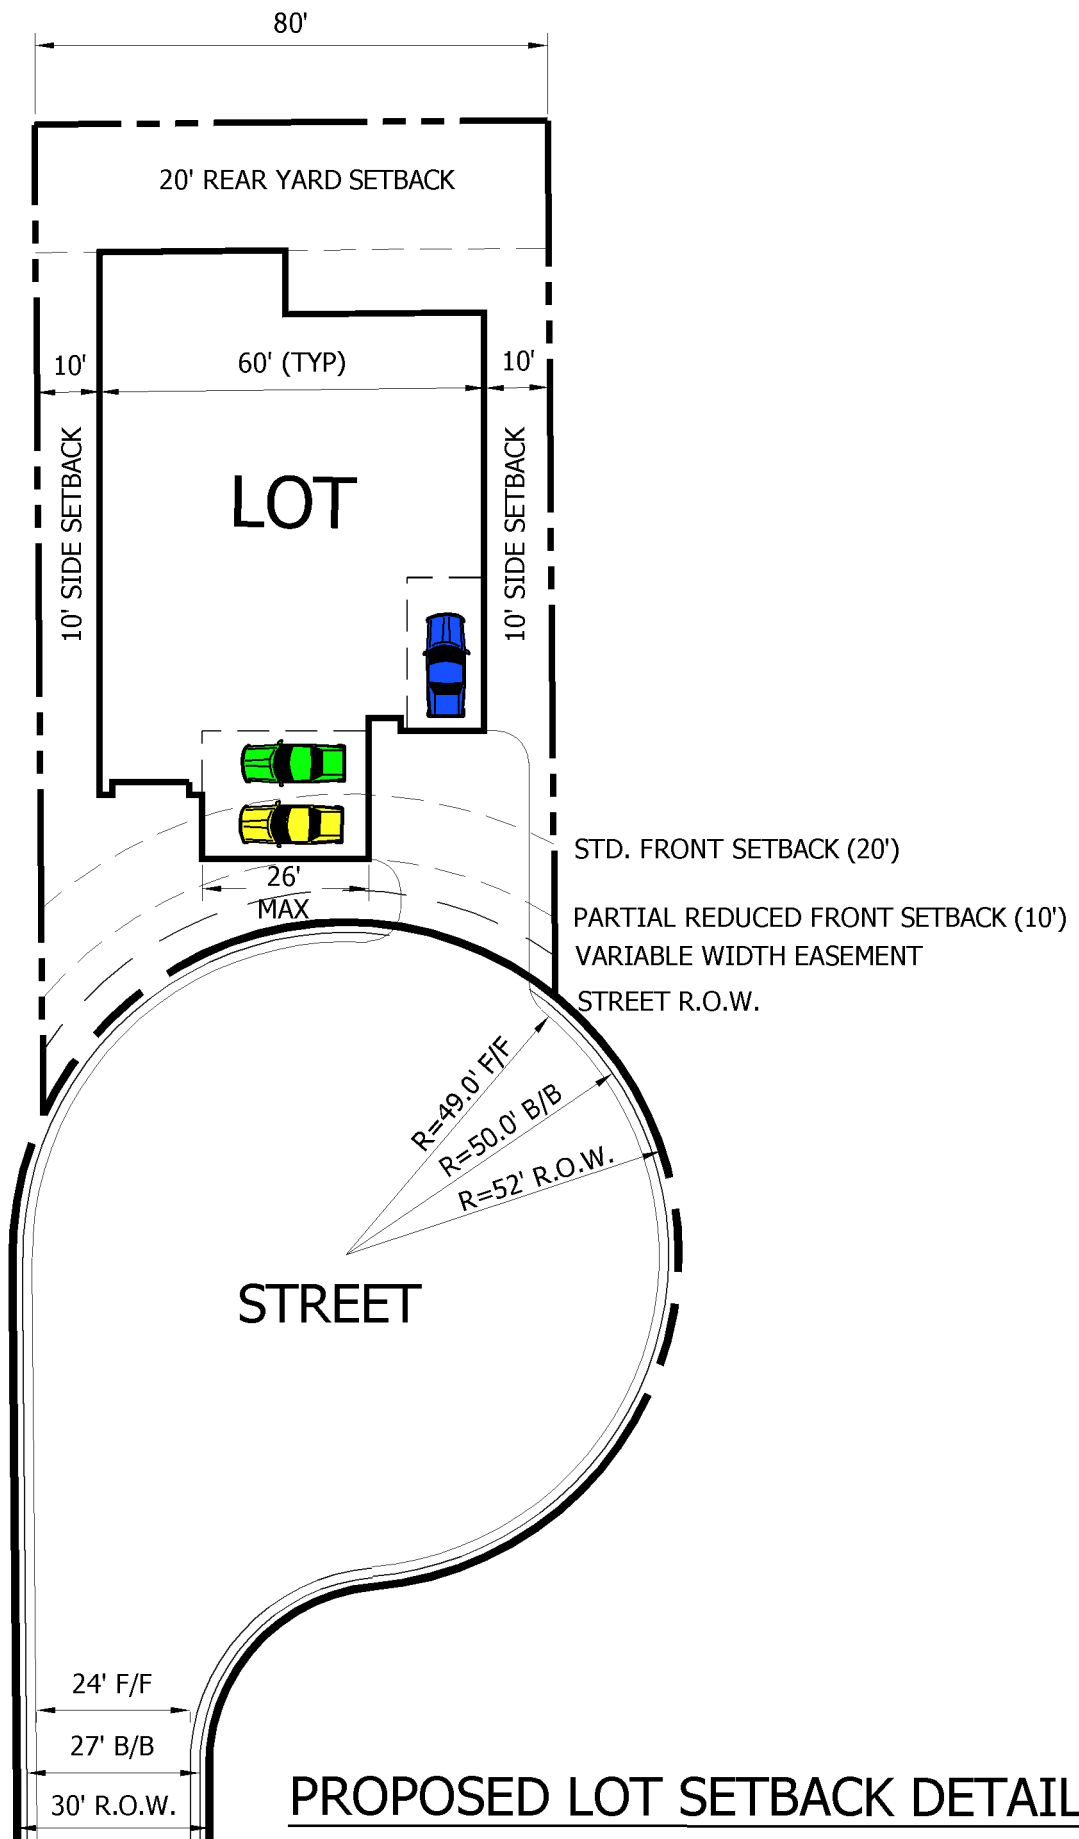 80'
20' REAR YARD SETBACK
10'
60' (TYP)
10'
10' SIDE SETBACK
LOT
10' SIDE SETBACK
STD. FRONT SETBACK (20')
26'
MAX
PARTIAL REDUCED FRONT SETBACK (10')
VARIABLE WIDTH EASEMENT
STREET R.O.W.
R=49.0' F/F
R=50.0' B/B
R=52' R.O.W.
STREET
24' F/F
27' B/B
30' R.O.W.
PROPOSED LOT SETBACK DETAIL